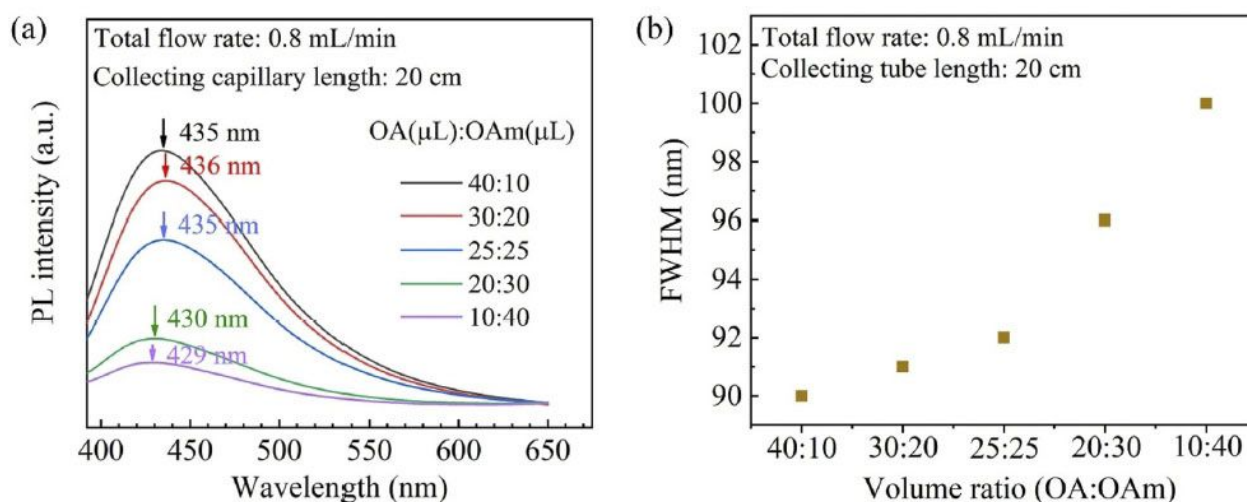 (a)
Total flow rate: 0.8 mL/min
Collecting capillary length: 20 cm
435 nm
436 nm
435 nm
430 nm
429 nm
OA(μL):OAm(μL)
40:10
30:20
25:25
20:30
10:40
PL intensity (a.u.)
400 450 500 550 600 650
Wavelength (nm)
(b)
Total flow rate: 0.8 mL/min
Collecting tube length: 20 cm
FWHM (nm)
102
100
98
96
94
92
90
40:10 30:20 25:25 20:30 10:40
Volume ratio (OA:OAm)